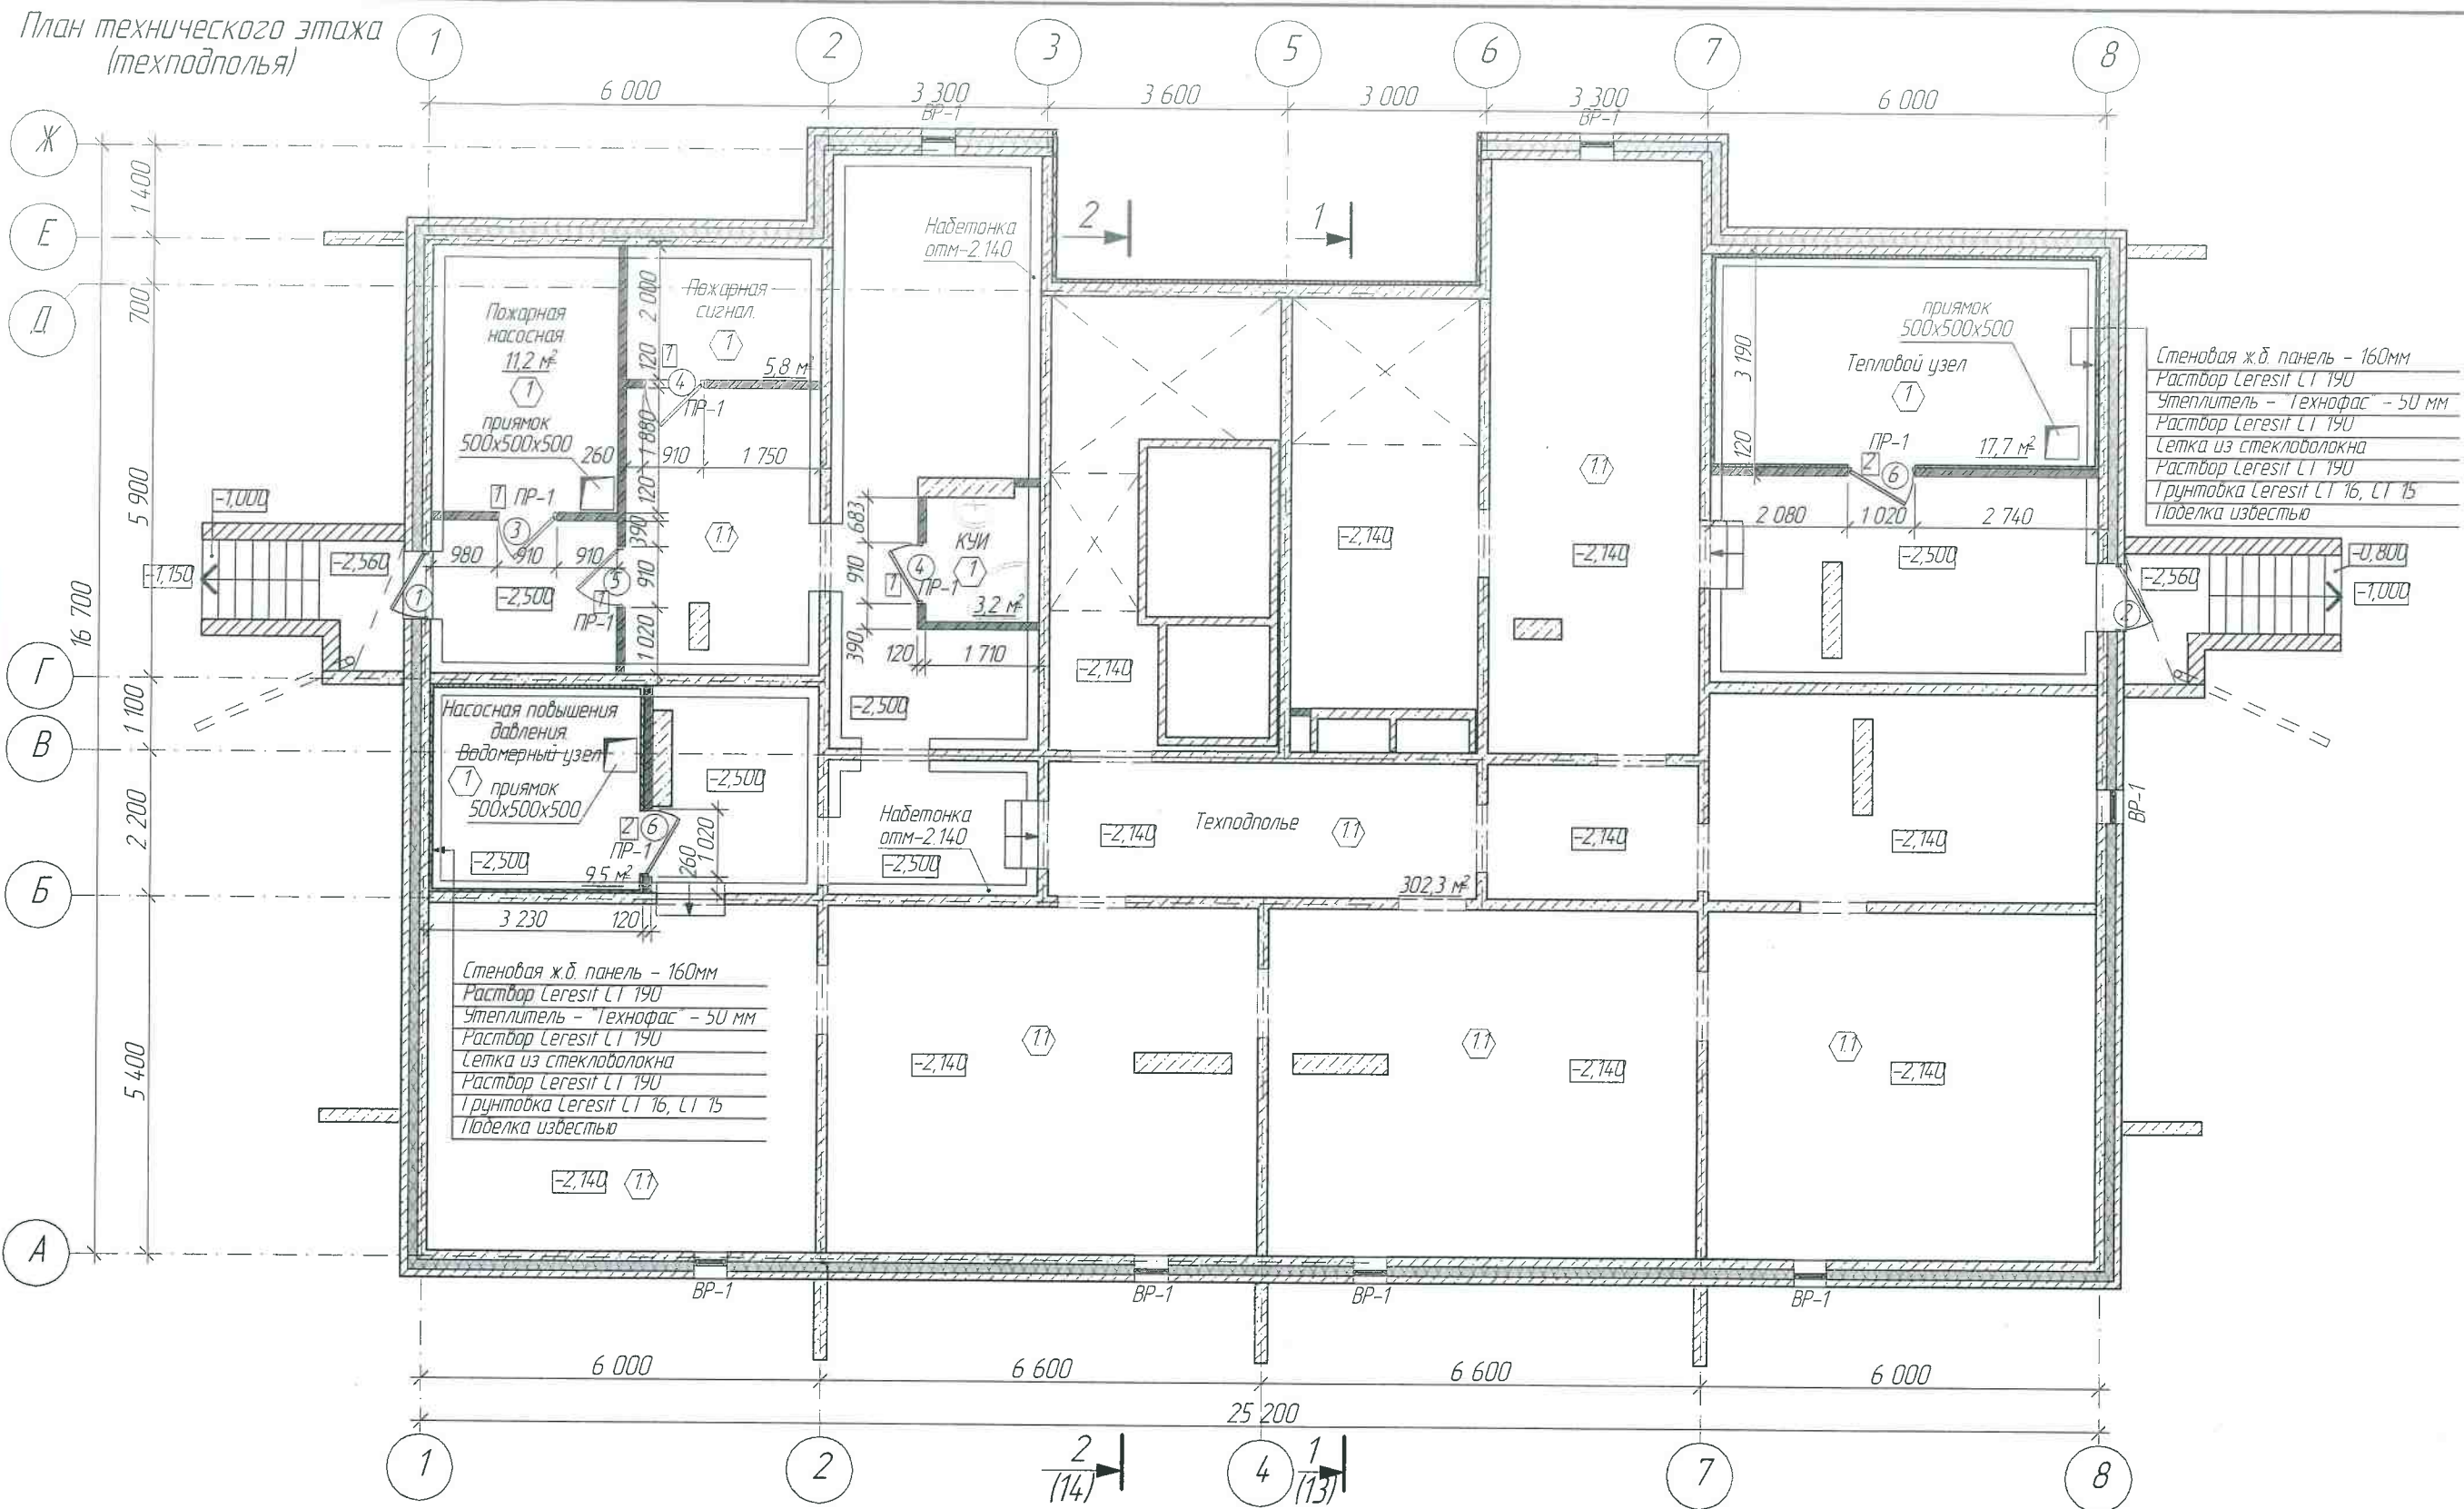 План технического этажа
(техподполья)
1
2
3
5
6
7
8
6 000
3 300
3 600
3 000
3 300
6 000
ВР-1
ВР-1
Ж
Е
Д
Г
В
Б
А
1 400
700
5 900
1 100
2 200
5 400
16 700
Набетонка
отм-2.140
2
1
Пожарная
насосная
11,2 м²
1
приямок
500х500х500
260
Пожарная
сигнал.
1
5,8 м²
2 000
120
1 880
120
390
910
1 020
1
4
ПР-1
910
1 750
1
ПР-1
3
980
910
910
5
1
ПР-1
-2,500
1.1
-1,000
-1,150
-2,560
1
683
910
390
КУИ
1
4
1
ПР-1
3,2 м²
120
1 710
-2,500
-2,140
-2,140
1.1
-2,140
приямок
500х500х500
Тепловой узел
1
17,7 м²
3 190
120
ПР-1
2
6
2 080
1 020
2 740
-2,500
-2,560
2
-0,800
-1,000
Стеновая ж.б. панель - 160мм
Раствор Ceresit CT 190
Утеплитель - "Технофас" - 50 мм
Раствор Ceresit CT 190
Сетка из стекловолокна
Раствор Ceresit CT 190
Грунтовка Ceresit CT 16, CT 15
Побелка известью
Насосная повышения
давления.
Водомерный узел
1
приямок
500х500х500
-2,500
9,5 м²
2
6
ПР-1
-2,500
1 020
260
3 230
120
Набетонка
отм-2.140
-2,500
-2,140
Техподполье
1.1
302,3 м²
-2,140
-2,140
ВР-1
Стеновая ж.б. панель - 160мм
Раствор Ceresit CT 190
Утеплитель - "Технофас" - 50 мм
Раствор Ceresit CT 190
Сетка из стекловолокна
Раствор Ceresit CT 190
Грунтовка Ceresit CT 16, CT 15
Побелка известью
-2,140
1.1
1.1
-2,140
1.1
-2,140
1.1
-2,140
ВР-1
ВР-1
ВР-1
ВР-1
6 000
6 600
6 600
6 000
25 200
1
2
2
(14)
4
1
(13)
7
8